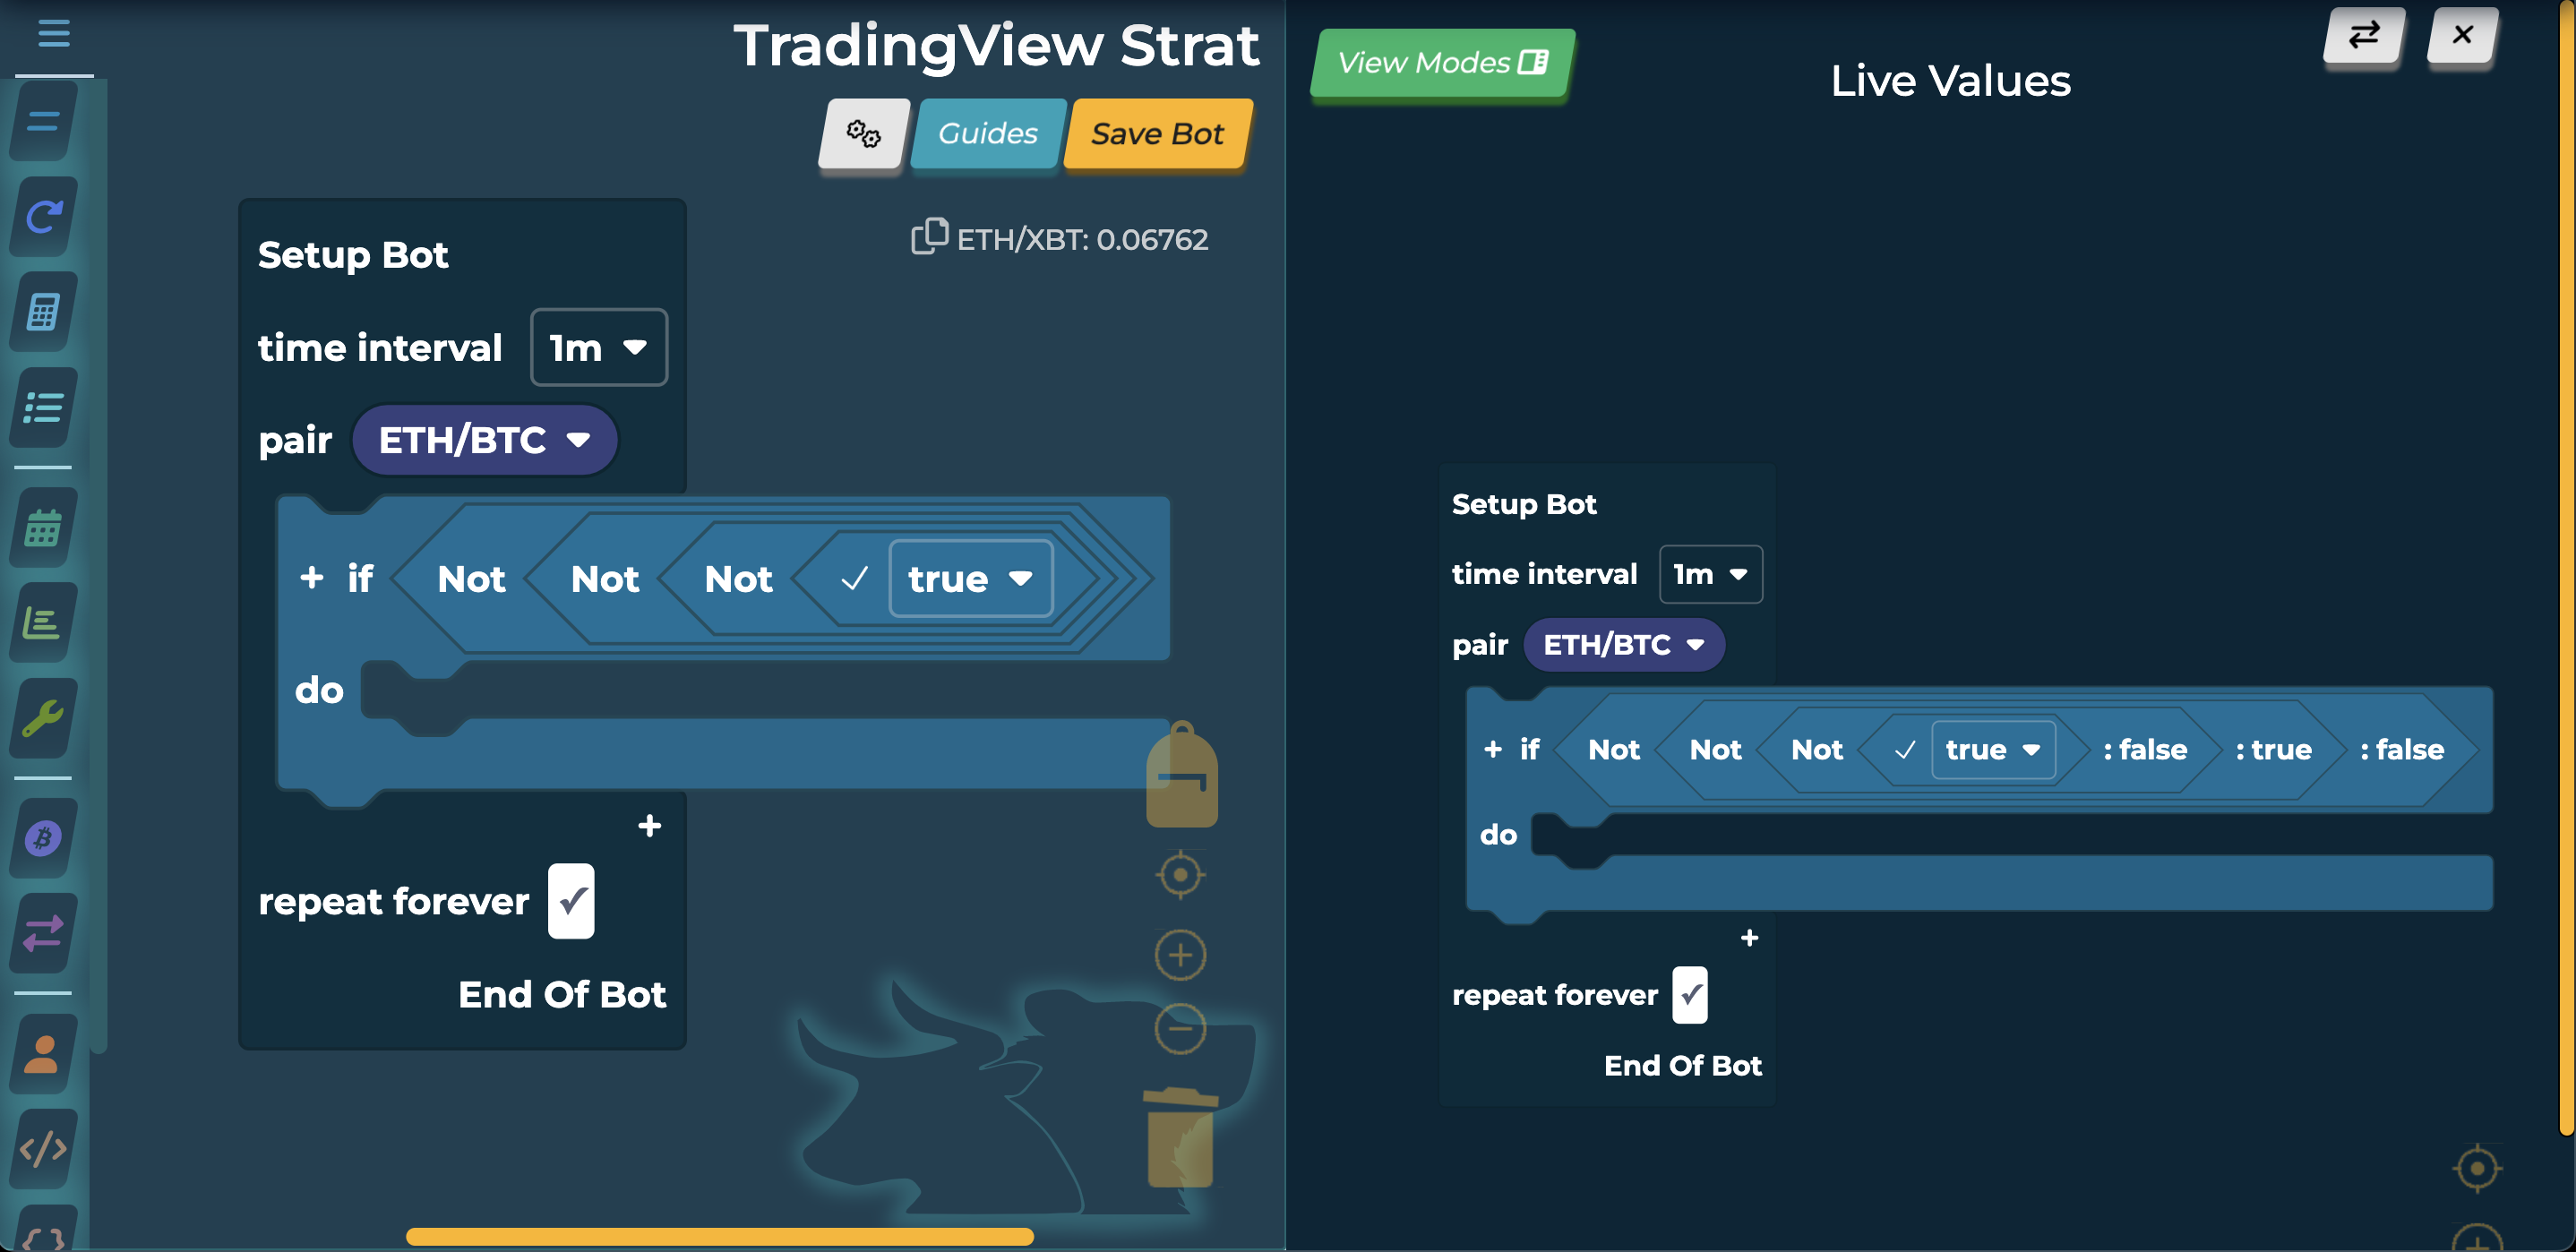 TradingView Strat
Guides
Save Bot
ETH/XBT: 0.06762
Setup Bot
time interval 1m
pair ETH/BTC
+ if Not Not Not ✓ true
do
+
repeat forever ✓
End Of Bot
View Modes
Live Values
Setup Bot
time interval 1m
pair ETH/BTC
+ if Not Not Not ✓ true : false : true : false
do
+
repeat forever ✓
End Of Bot